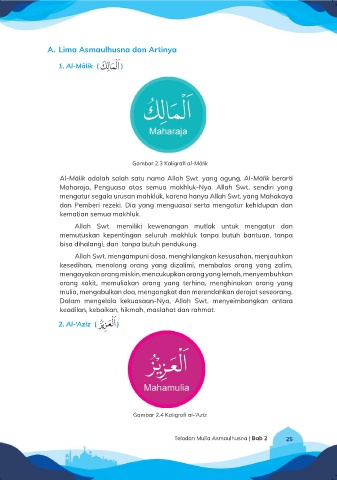 A. Lima Asmaulhusna dan Artinya
1. Al-Mālik (اَلْمَالِكُ)
اَلْمَالِكُ
Maharaja
Gambar 2.3 Kaligrafi al-Mālik
Al-Mālik adalah salah satu nama Allah Swt. yang agung. Al-Mālik berarti
Maharaja, Penguasa atas semua makhluk-Nya. Allah Swt. sendiri yang
mengatur segala urusan makhluk, karena hanya Allah Swt. yang Mahakaya
dan Pemberi rezeki. Dia yang menguasai serta mengatur kehidupan dan
kematian semua makhluk.
Allah Swt. memiliki kewenangan mutlak untuk mengatur dan
memutuskan kepentingan seluruh makhluk tanpa butuh bantuan, tanpa
bisa dihalangi, dan tanpa butuh pendukung.
Allah Swt. mengampuni dosa, menghilangkan kesusahan, menjauhkan
kesedihan, menolong orang yang dizalimi, membalas orang yang zalim,
mengayakan orang miskin, mencukupkan orang yang lemah, menyembuhkan
orang sakit, memuliakan orang yang terhina, menghinakan orang yang
mulia, mengabulkan doa, mengangkat dan merendahkan derajat seseorang.
Dalam mengelola kekuasaan-Nya, Allah Swt. menyeimbangkan antara
keadilan, kebaikan, hikmah, maslahat dan rahmat.
2. Al-'Azīz (اَلْعَزِيْزُ)
اَلْعَزِيْزُ
Mahamulia
Gambar 2.4 Kaligrafi al-'Azīz
Teladan Mulia Asmaulhusna | Bab 2 25